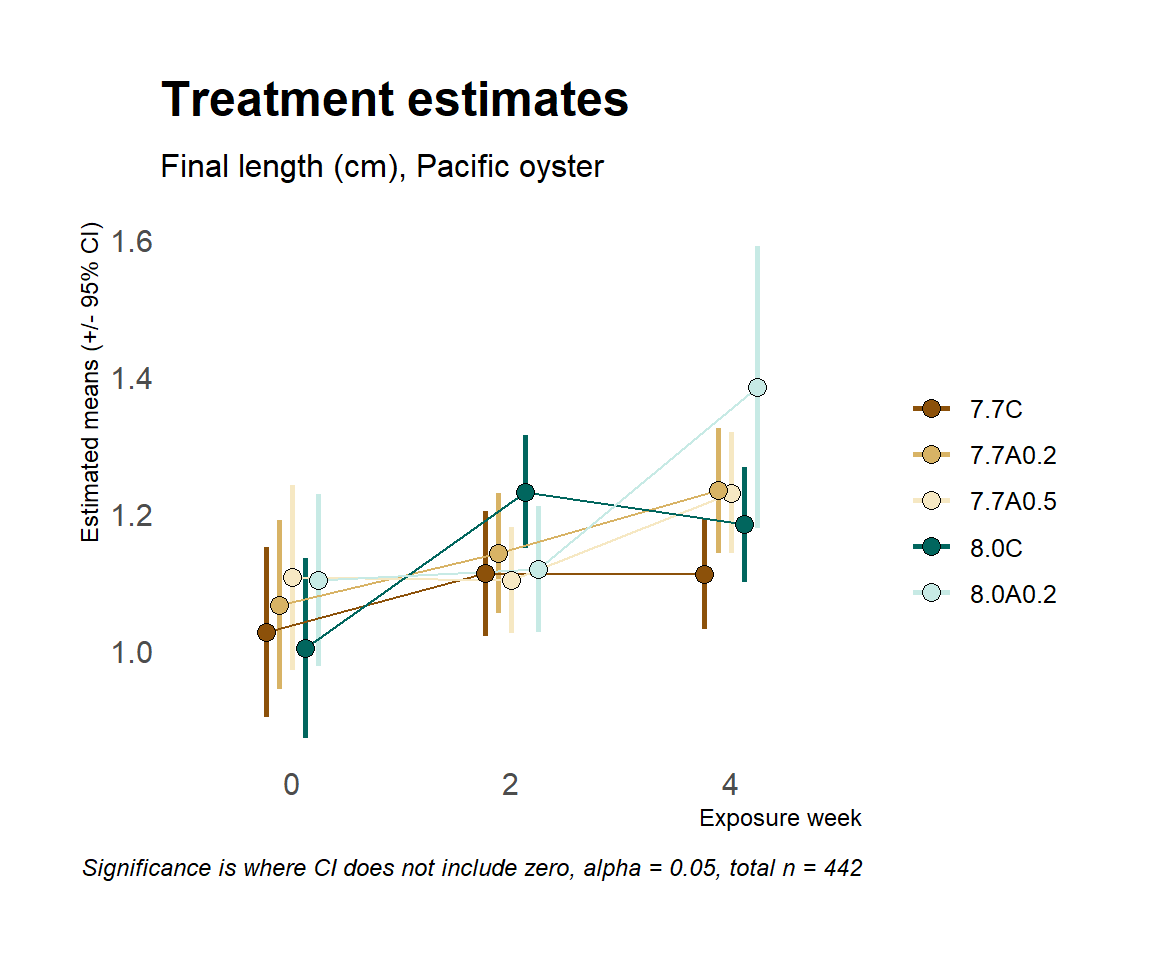 Treatment estimates
Final length (cm), Pacific oyster
Estimated means (+/- 95% CI)
1.6
1.4
1.2
1.0
0
2
4
Exposure week
7.7C
7.7A0.2
7.7A0.5
8.0C
8.0A0.2
Significance is where CI does not include zero, alpha = 0.05, total n = 442